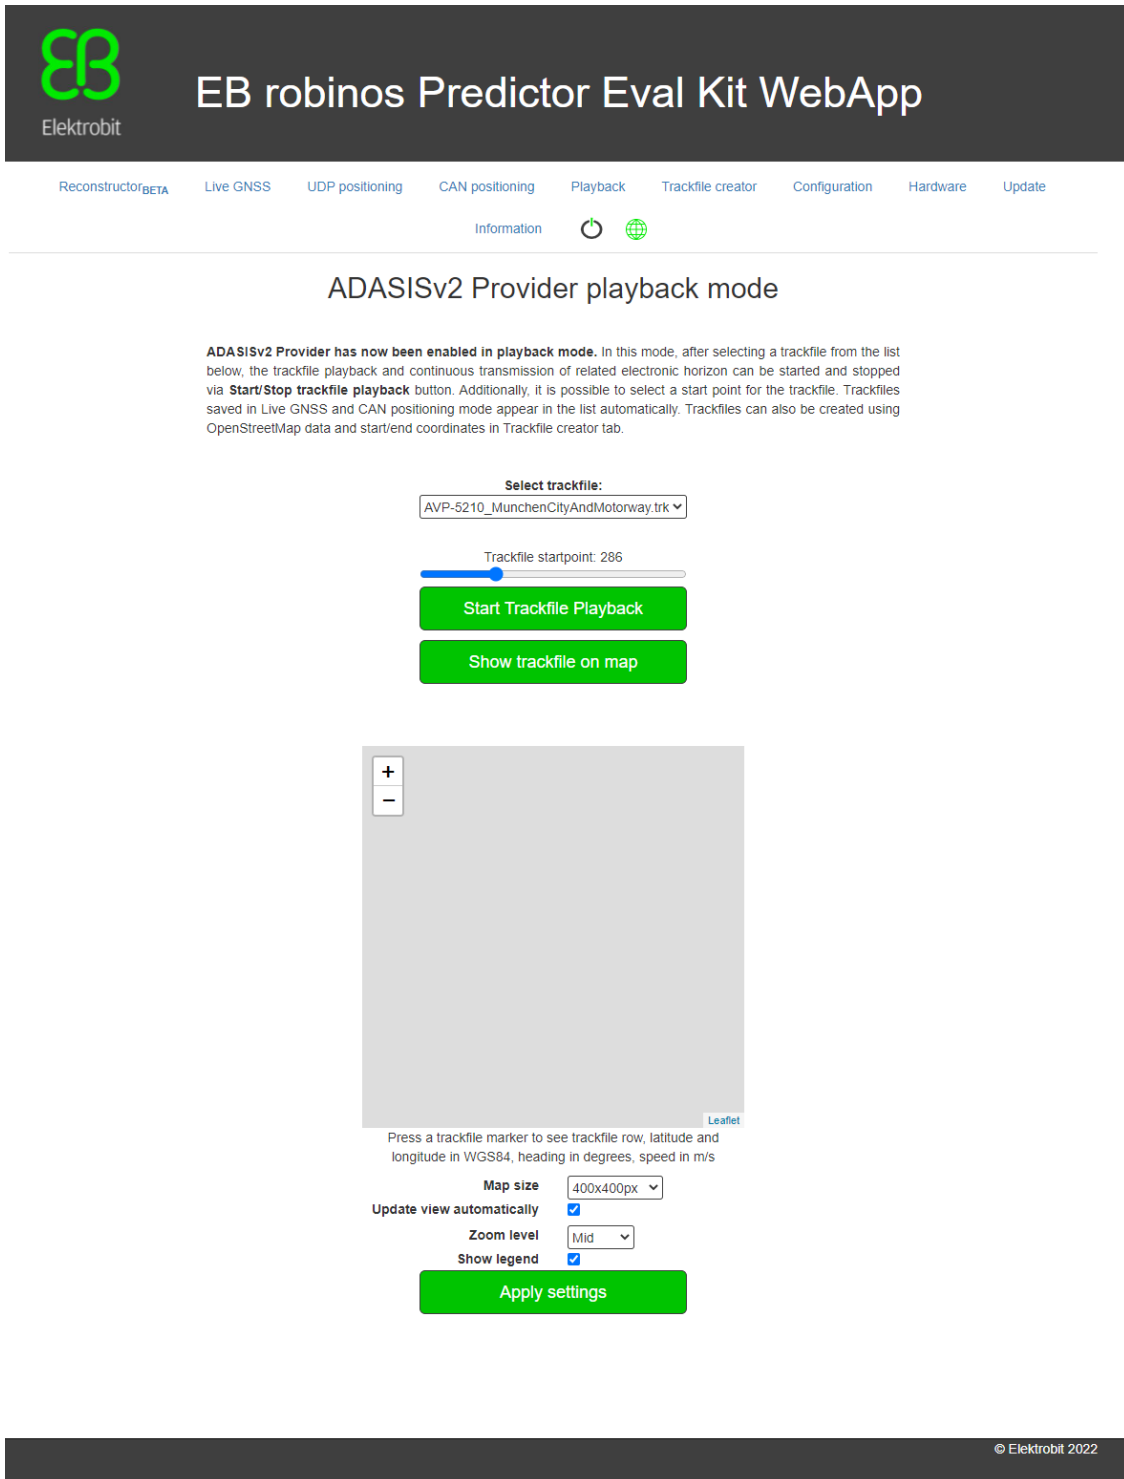 EB
Elektrobit
EB robinos Predictor Eval Kit WebApp
ReconstructorBETA Live GNSS UDP positioning CAN positioning Playback Trackfile creator Configuration Hardware Update
Information
ADASISv2 Provider playback mode
ADASISv2 Provider has now been enabled in playback mode. In this mode, after selecting a trackfile from the list
below, the trackfile playback and continuous transmission of related electronic horizon can be started and stopped
via Start/Stop trackfile playback button. Additionally, it is possible to select a start point for the trackfile. Trackfiles
saved in Live GNSS and CAN positioning mode appear in the list automatically. Trackfiles can also be created using
OpenStreetMap data and start/end coordinates in Trackfile creator tab.
Select trackfile:
AVP-5210_MunchenCityAndMotorway.trk
Trackfile startpoint: 286
Start Trackfile Playback
Show trackfile on map
+
−
Leaflet
Press a trackfile marker to see trackfile row, latitude and
longitude in WGS84, heading in degrees, speed in m/s
Map size 400x400px
Update view automatically
Zoom level Mid
Show legend
Apply settings
© Elektrobit 2022